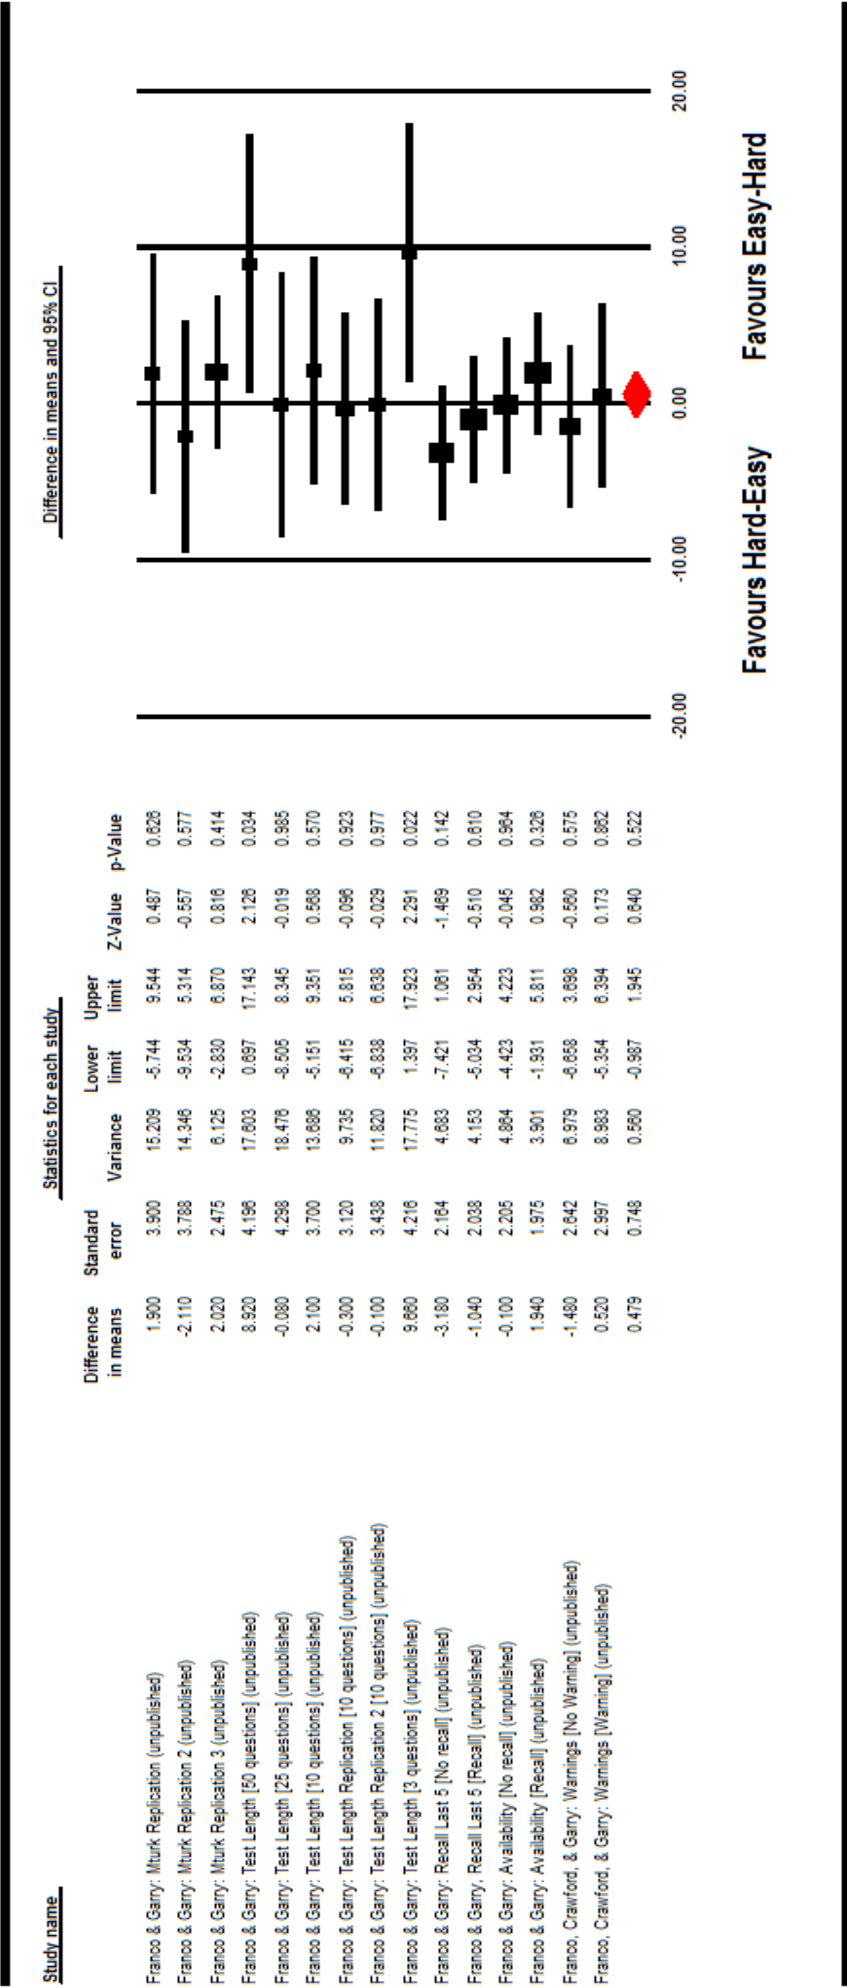 Study name Statistics for each study Difference in means and 95% CI
Difference in means Standard error Variance Lower limit Upper limit Z-Value p-Value
Franco & Garry: Mturk Replication (unpublished) 1.900 3.900 15.209 -5.744 9.544 0.487 0.626
Franco & Garry: Mturk Replication 2 (unpublished) -2.110 3.788 14.346 -9.534 5.314 -0.557 0.577
Franco & Garry: Mturk Replication 3 (unpublished) 2.020 2.475 6.125 -2.830 6.870 0.816 0.414
Franco & Garry: Test Length [50 questions] (unpublished) 8.920 4.196 17.603 0.697 17.143 2.126 0.034
Franco & Garry: Test Length [25 questions] (unpublished) -0.080 4.298 18.476 -8.505 8.345 -0.019 0.985
Franco & Garry: Test Length [10 questions] (unpublished) 2.100 3.700 13.686 -5.151 9.351 0.568 0.570
Franco & Garry: Test Length Replication [10 questions] (unpublished) -0.300 3.120 9.735 -6.415 5.815 -0.096 0.923
Franco & Garry: Test Length Replication 2 [10 questions] (unpublished) -0.100 3.438 11.820 -6.838 6.638 -0.029 0.977
Franco & Garry: Test Length [3 questions] (unpublished) 9.660 4.216 17.775 1.397 17.923 2.291 0.022
Franco & Garry: Recall Last 5 [No recall] (unpublished) -3.180 2.164 4.683 -7.421 1.061 -1.469 0.142
Franco & Garry, Recall Last 5 [Recall] (unpublished) -1.040 2.038 4.153 -5.034 2.954 -0.510 0.610
Franco & Garry: Availability [No recall] (unpublished) -0.100 2.205 4.864 -4.423 4.223 -0.045 0.964
Franco & Garry: Availability [Recall] (unpublished) 1.940 1.975 3.901 -1.931 5.811 0.982 0.326
Franco, Crawford, & Garry: Warnings [No Warning] (unpublished) -1.480 2.642 6.979 -6.658 3.698 -0.560 0.575
Franco, Crawford, & Garry: Warnings [Warning] (unpublished) 0.520 2.997 8.983 -5.354 6.394 0.173 0.862
0.479 0.748 0.560 -0.987 1.945 0.640 0.522
-20.00 -10.00 0.00 10.00 20.00
Favours Hard-Easy Favours Easy-Hard